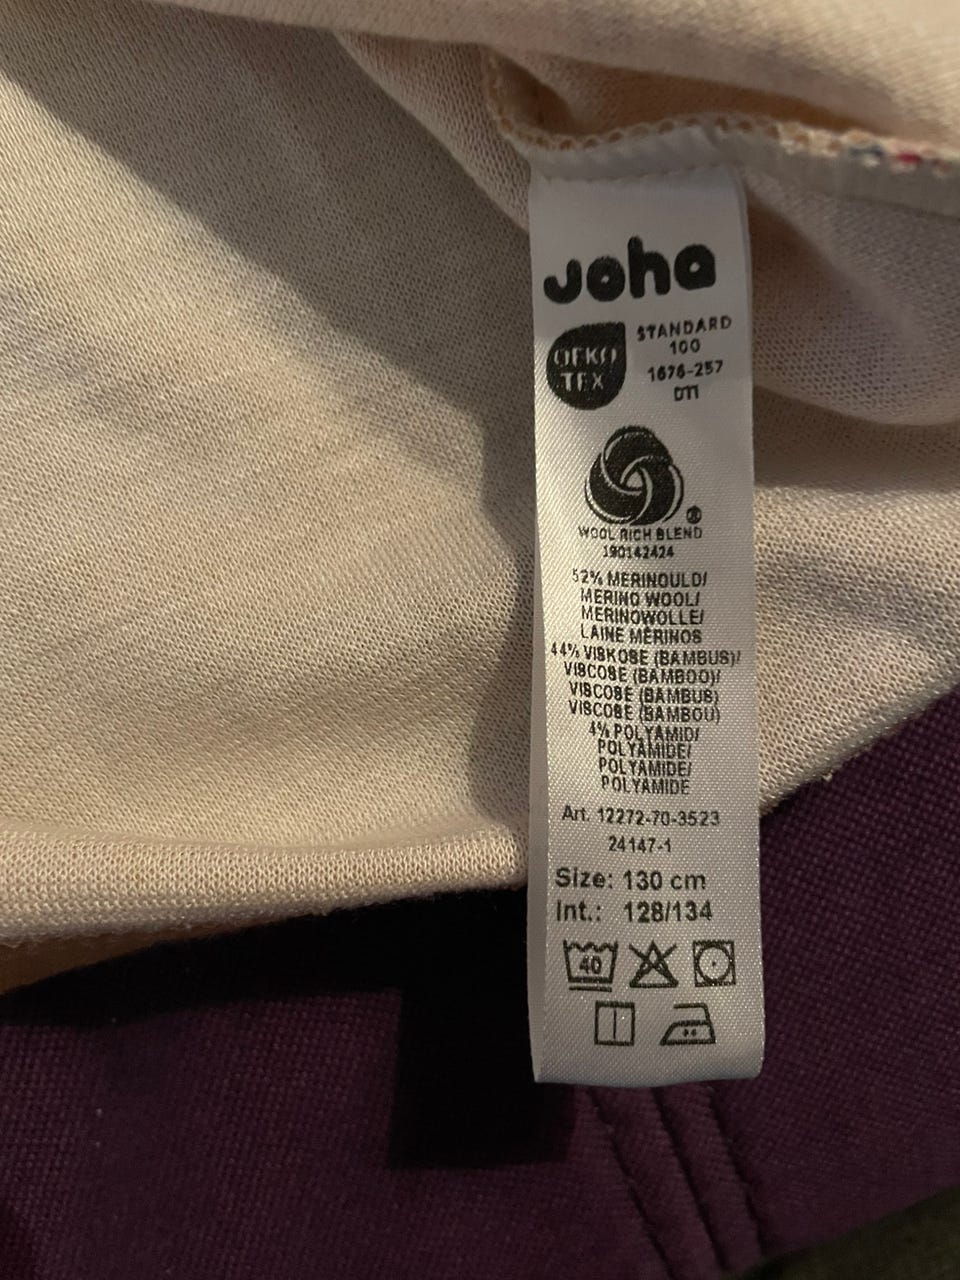 Joha
OEKO
TEX
STANDARD
100
1676-257
DTI
WOOL RICH BLEND
190142424
52% MERINOULD/
MERINO WOOL/
MERINOWOLLE/
LAINE MÉRINOS
44% VISKOSE (BAMBUS)/
VISCOSE (BAMBOO)/
VISCOSE (BAMBUS)
VISCOSE (BAMBOU)
4% POLYAMID/
POLYAMIDE/
POLYAMIDE/
POLYAMIDE
Art. 12272-70-3523
24147-1
Size: 130 cm
Int.: 128/134
40